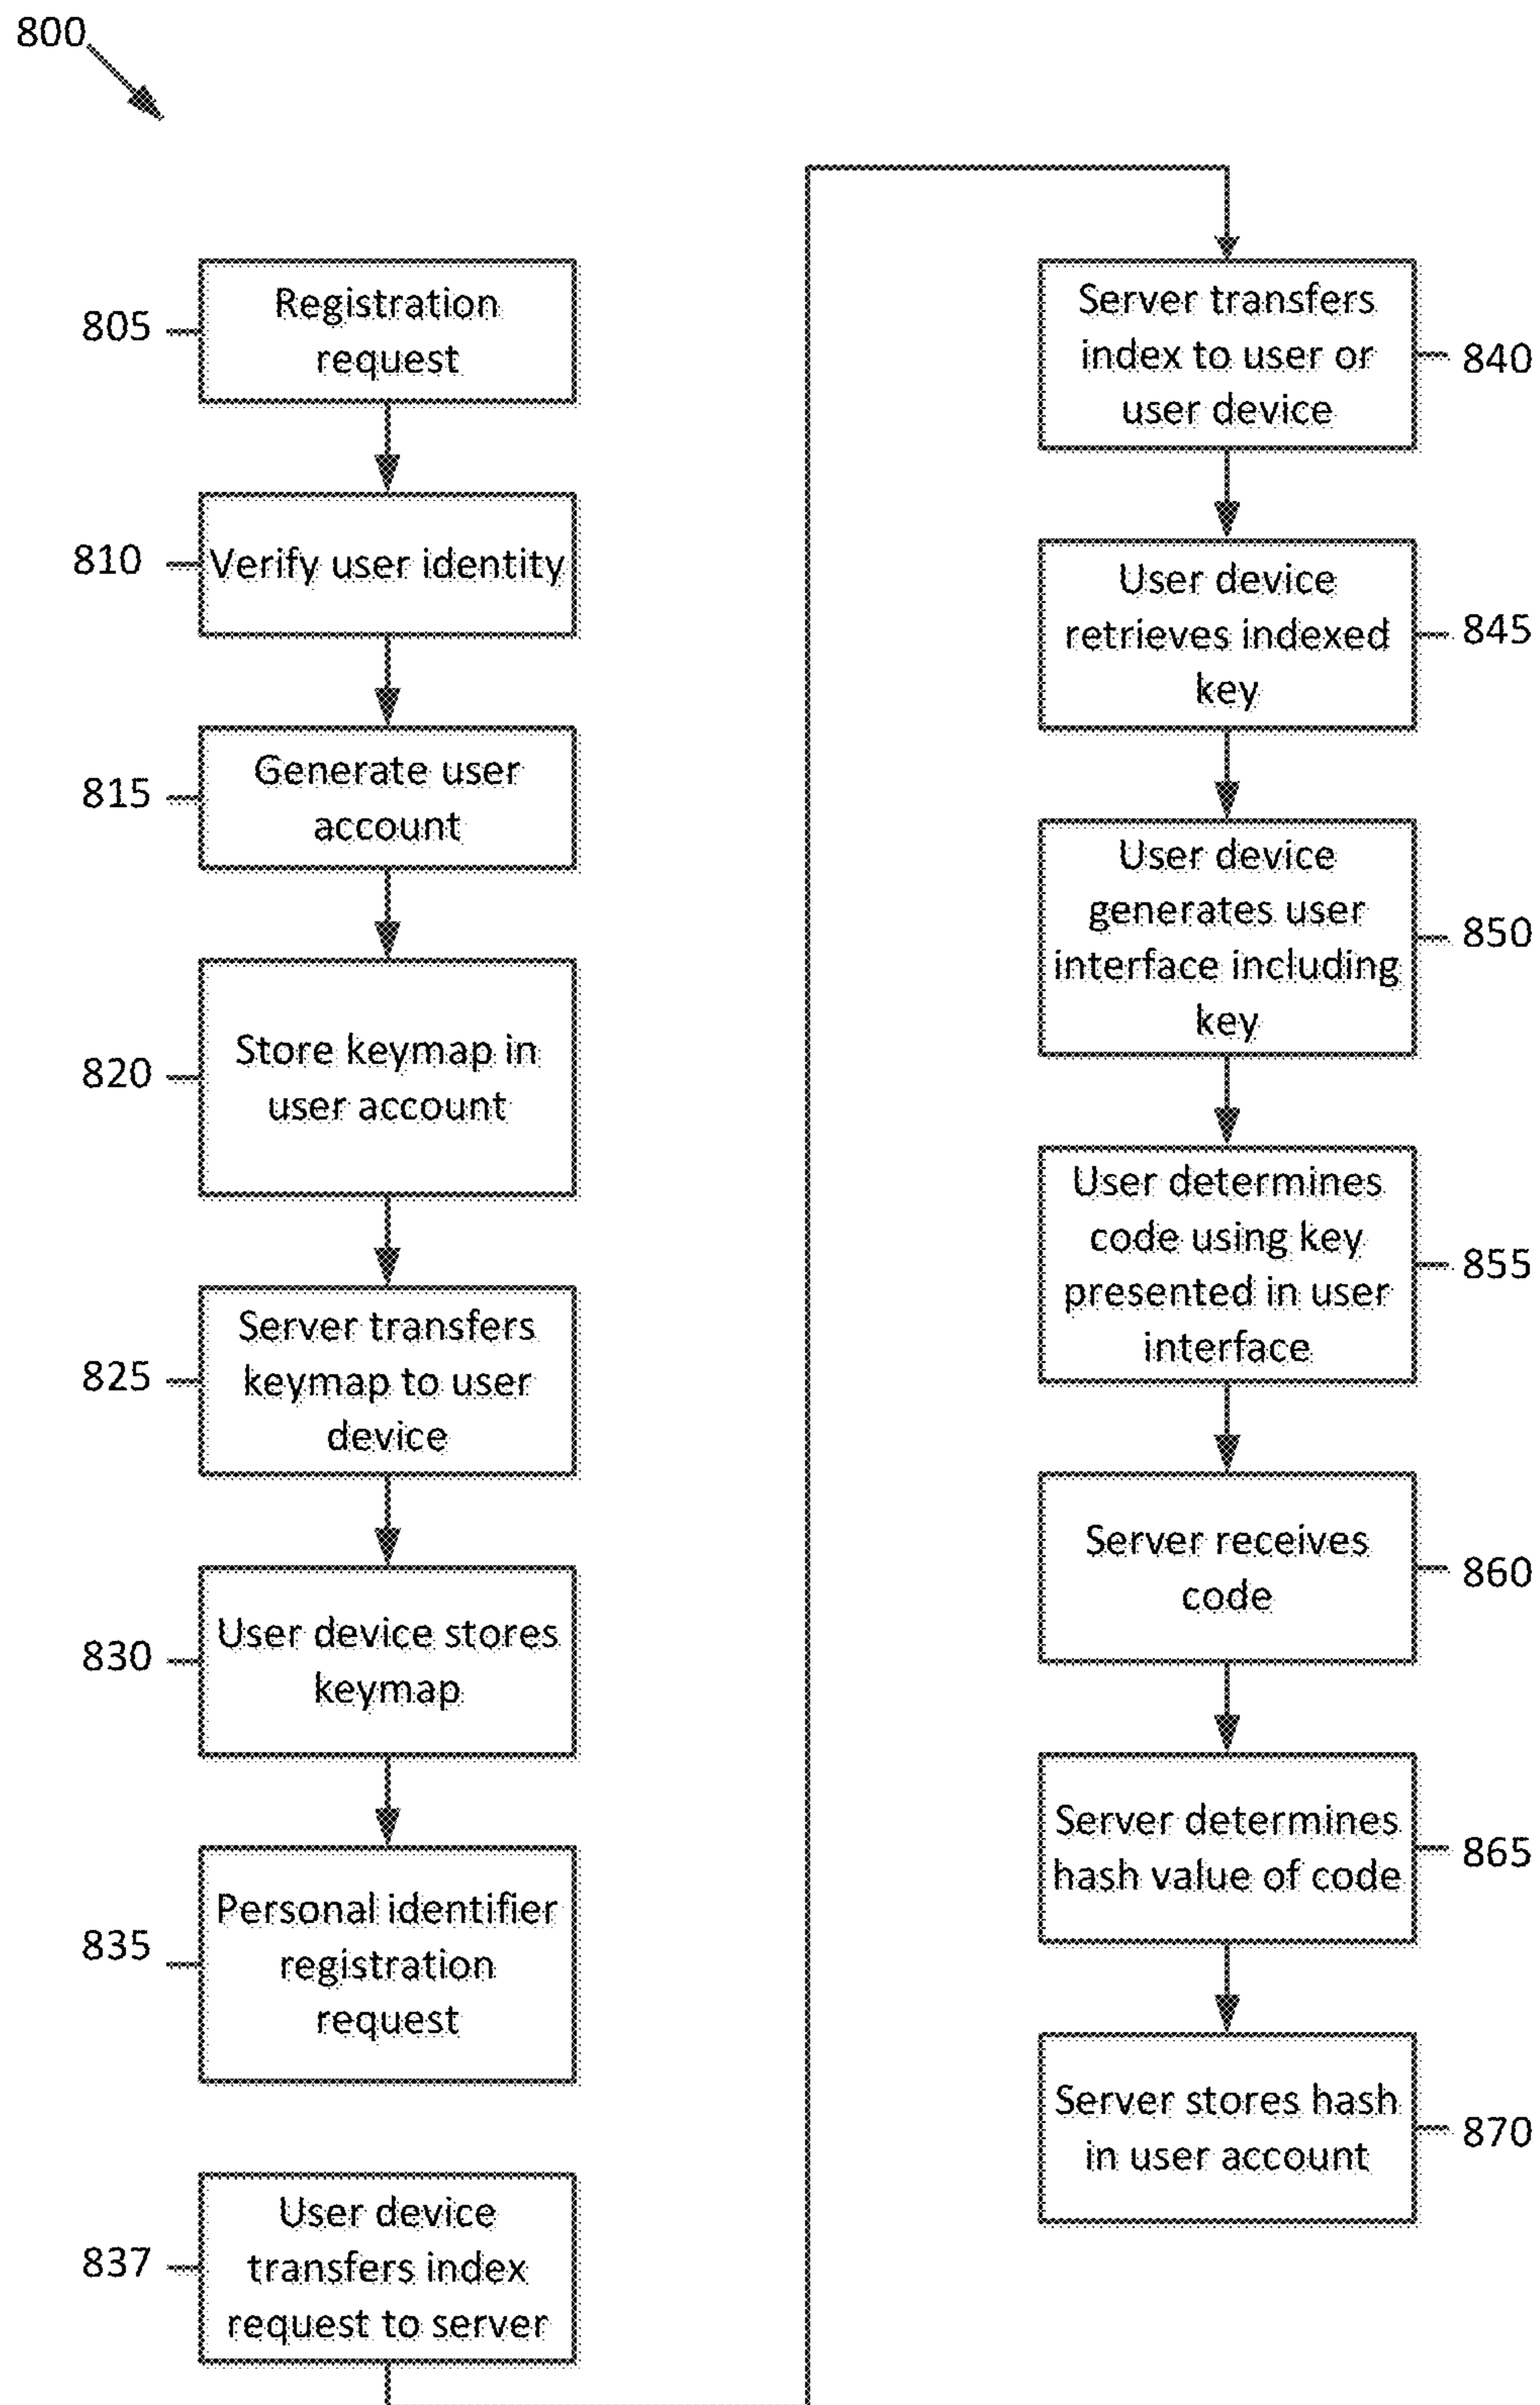 800
805
Registration
request
810
Verify user identity
815
Generate user
account
820
Store keymap in
user account
825
Server transfers
keymap to user
device
830
User device stores
keymap
835
Personal identifier
registration
request
837
User device
transfers index
request to server
Server transfers
index to user or
user device
840
User device
retrieves indexed
key
845
User device
generates user
interface including
key
850
User determines
code using key
presented in user
interface
855
Server receives
code
860
Server determines
hash value of code
865
Server stores hash
in user account
870